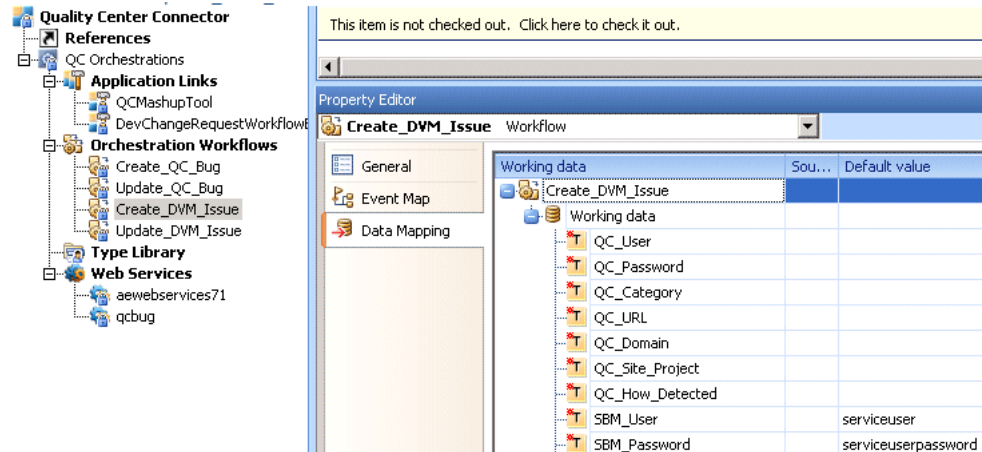 Quality Center Connector
References
QC Orchestrations
Application Links
QCMashupTool
DevChangeRequestWorkflow
Orchestration Workflows
Create_QC_Bug
Update_QC_Bug
Create_DVM_Issue
Update_DVM_Issue
Type Library
Web Services
aewebservices71
qcbug
This item is not checked out. Click here to check it out.
Property Editor
Create_DVM_Issue Workflow
General
Event Map
Data Mapping
Working data Sou... Default value
Create_DVM_Issue
Working data
QC_User
QC_Password
QC_Category
QC_URL
QC_Domain
QC_Site_Project
QC_How_Detected
SBM_User serviceuser
SBM_Password serviceuserpassword